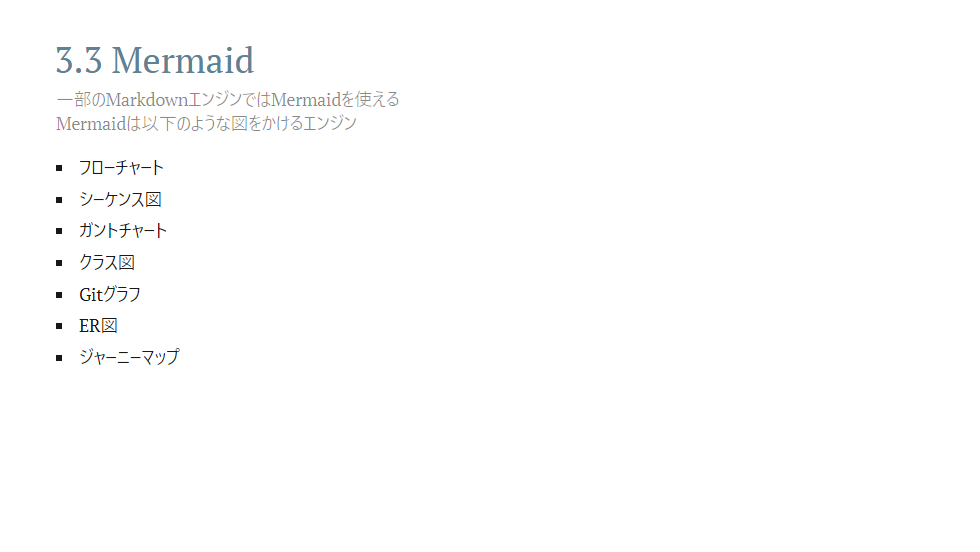 3.3 Mermaid
一部のMarkdownエンジンではMermaidを使える
Mermaidは以下のような図をかけるエンジン
フローチャート
シーケンス図
ガントチャート
クラス図
Gitグラフ
ER図
ジャーニーマップ